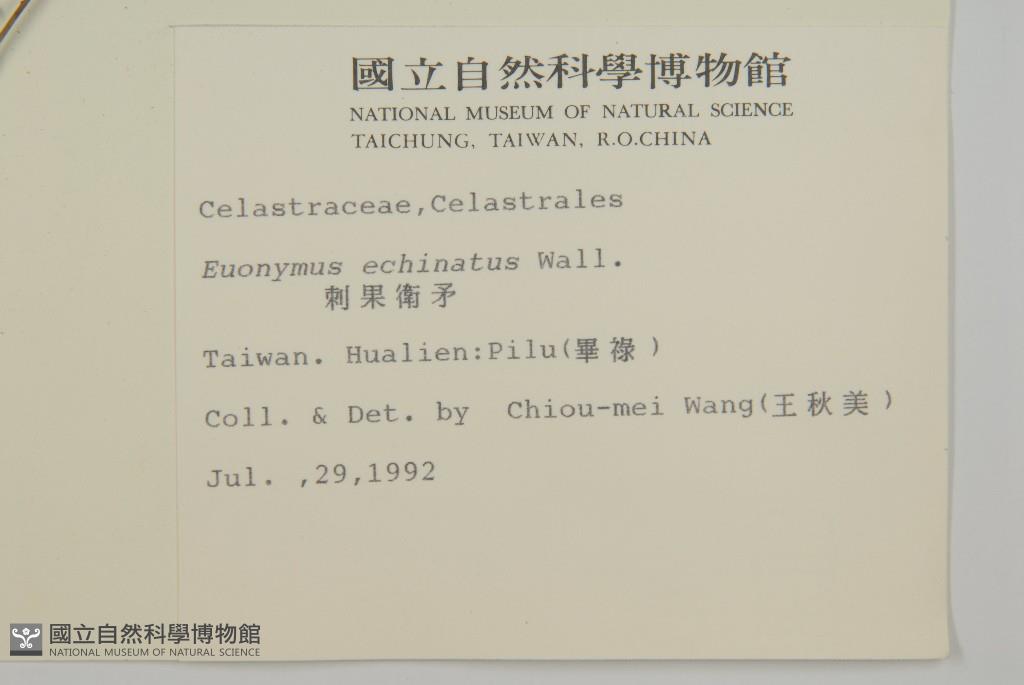 國立自然科學博物館
NATIONAL MUSEUM OF NATURAL SCIENCE
TAICHUNG, TAIWAN, R.O.CHINA
Celastraceae,Celastrales
Euonymus echinatus Wall.
刺果衛矛
Taiwan. Hualien:Pilu(畢祿)
Coll. & Det. by Chiou-mei Wang(王秋美)
Jul. ,29,1992
國立自然科學博物館
NATIONAL MUSEUM OF NATURAL SCIENCE